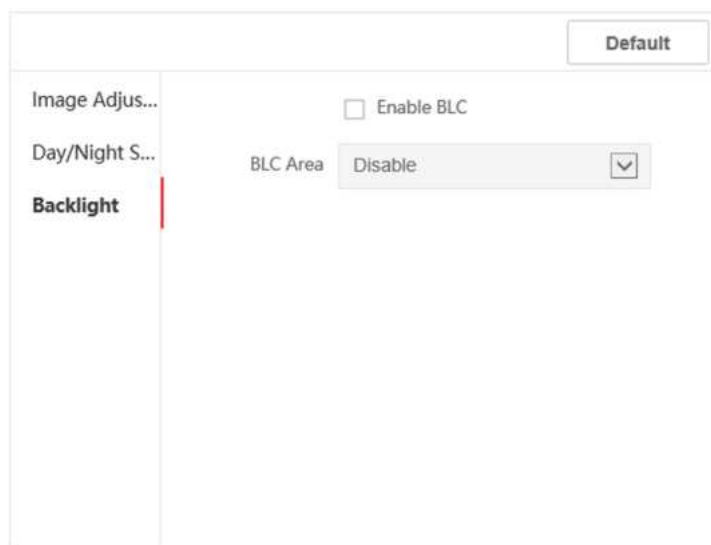 Default
Image Adjus...
Enable BLC
Day/Night S...
BLC Area
Disable
Backlight